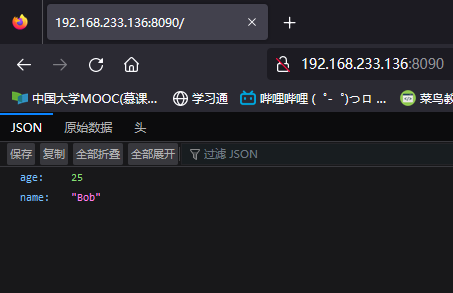 192.168.233.136:8090/
192.168.233.136:8090
中国大学MOOC(慕课... 学习通 哔哩哔哩 ( ゜- ゜)つロ ... 菜鸟教
JSON 原始数据 头
保存 复制 全部折叠 全部展开 过滤 JSON
age: 25
name: "Bob"